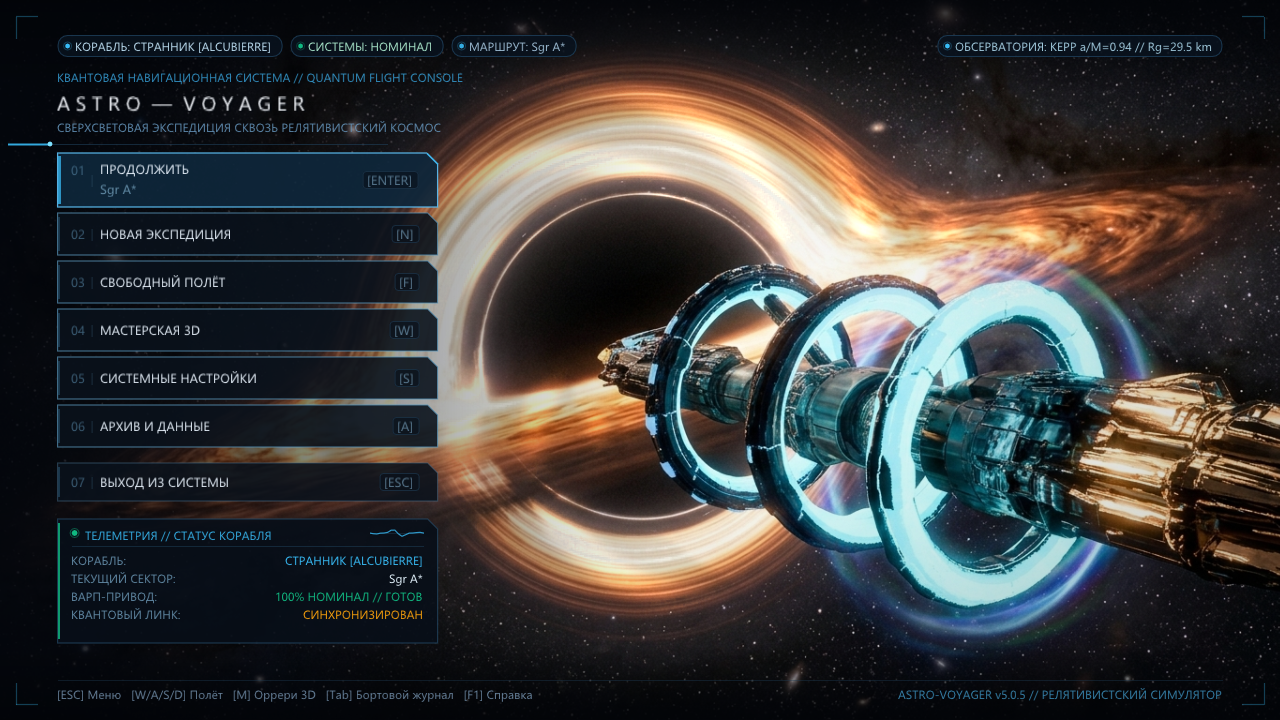 КОРАБЛЬ: СТРАННИК [ALCUBIERRE]
СИСТЕМЫ: НОМИНАЛ
МАРШРУТ: Sgr A*
ОБСЕРВАТОРИЯ: КЕРР a/M=0.94 // Rg=29.5 km
КВАНТОВАЯ НАВИГАЦИОННАЯ СИСТЕМА // QUANTUM FLIGHT CONSOLE
ASTRO — VOYAGER
СВЕРХСВЕТОВАЯ ЭКСПЕДИЦИЯ СКВОЗЬ РЕЛЯТИВИСТСКИЙ КОСМОС
01 ПРОДОЛЖИТЬ [ENTER]
Sgr A*
02 НОВАЯ ЭКСПЕДИЦИЯ [N]
03 СВОБОДНЫЙ ПОЛЁТ [F]
04 МАСТЕРСКАЯ 3D [W]
05 СИСТЕМНЫЕ НАСТРОЙКИ [S]
06 АРХИВ И ДАННЫЕ [A]
07 ВЫХОД ИЗ СИСТЕМЫ [ESC]
ТЕЛЕМЕТРИЯ // СТАТУС КОРАБЛЯ
КОРАБЛЬ: СТРАННИК [ALCUBIERRE]
ТЕКУЩИЙ СЕКТОР: Sgr A*
ВАРП-ПРИВОД: 100% НОМИНАЛ // ГОТОВ
КВАНТОВЫЙ ЛИНК: СИНХРОНИЗИРОВАН
[ESC] Меню [W/A/S/D] Полёт [M] Оррери 3D [Tab] Бортовой журнал [F1] Справка
ASTRO-VOYAGER v5.0.5 // РЕЛЯТИВИСТСКИЙ СИМУЛЯТОР